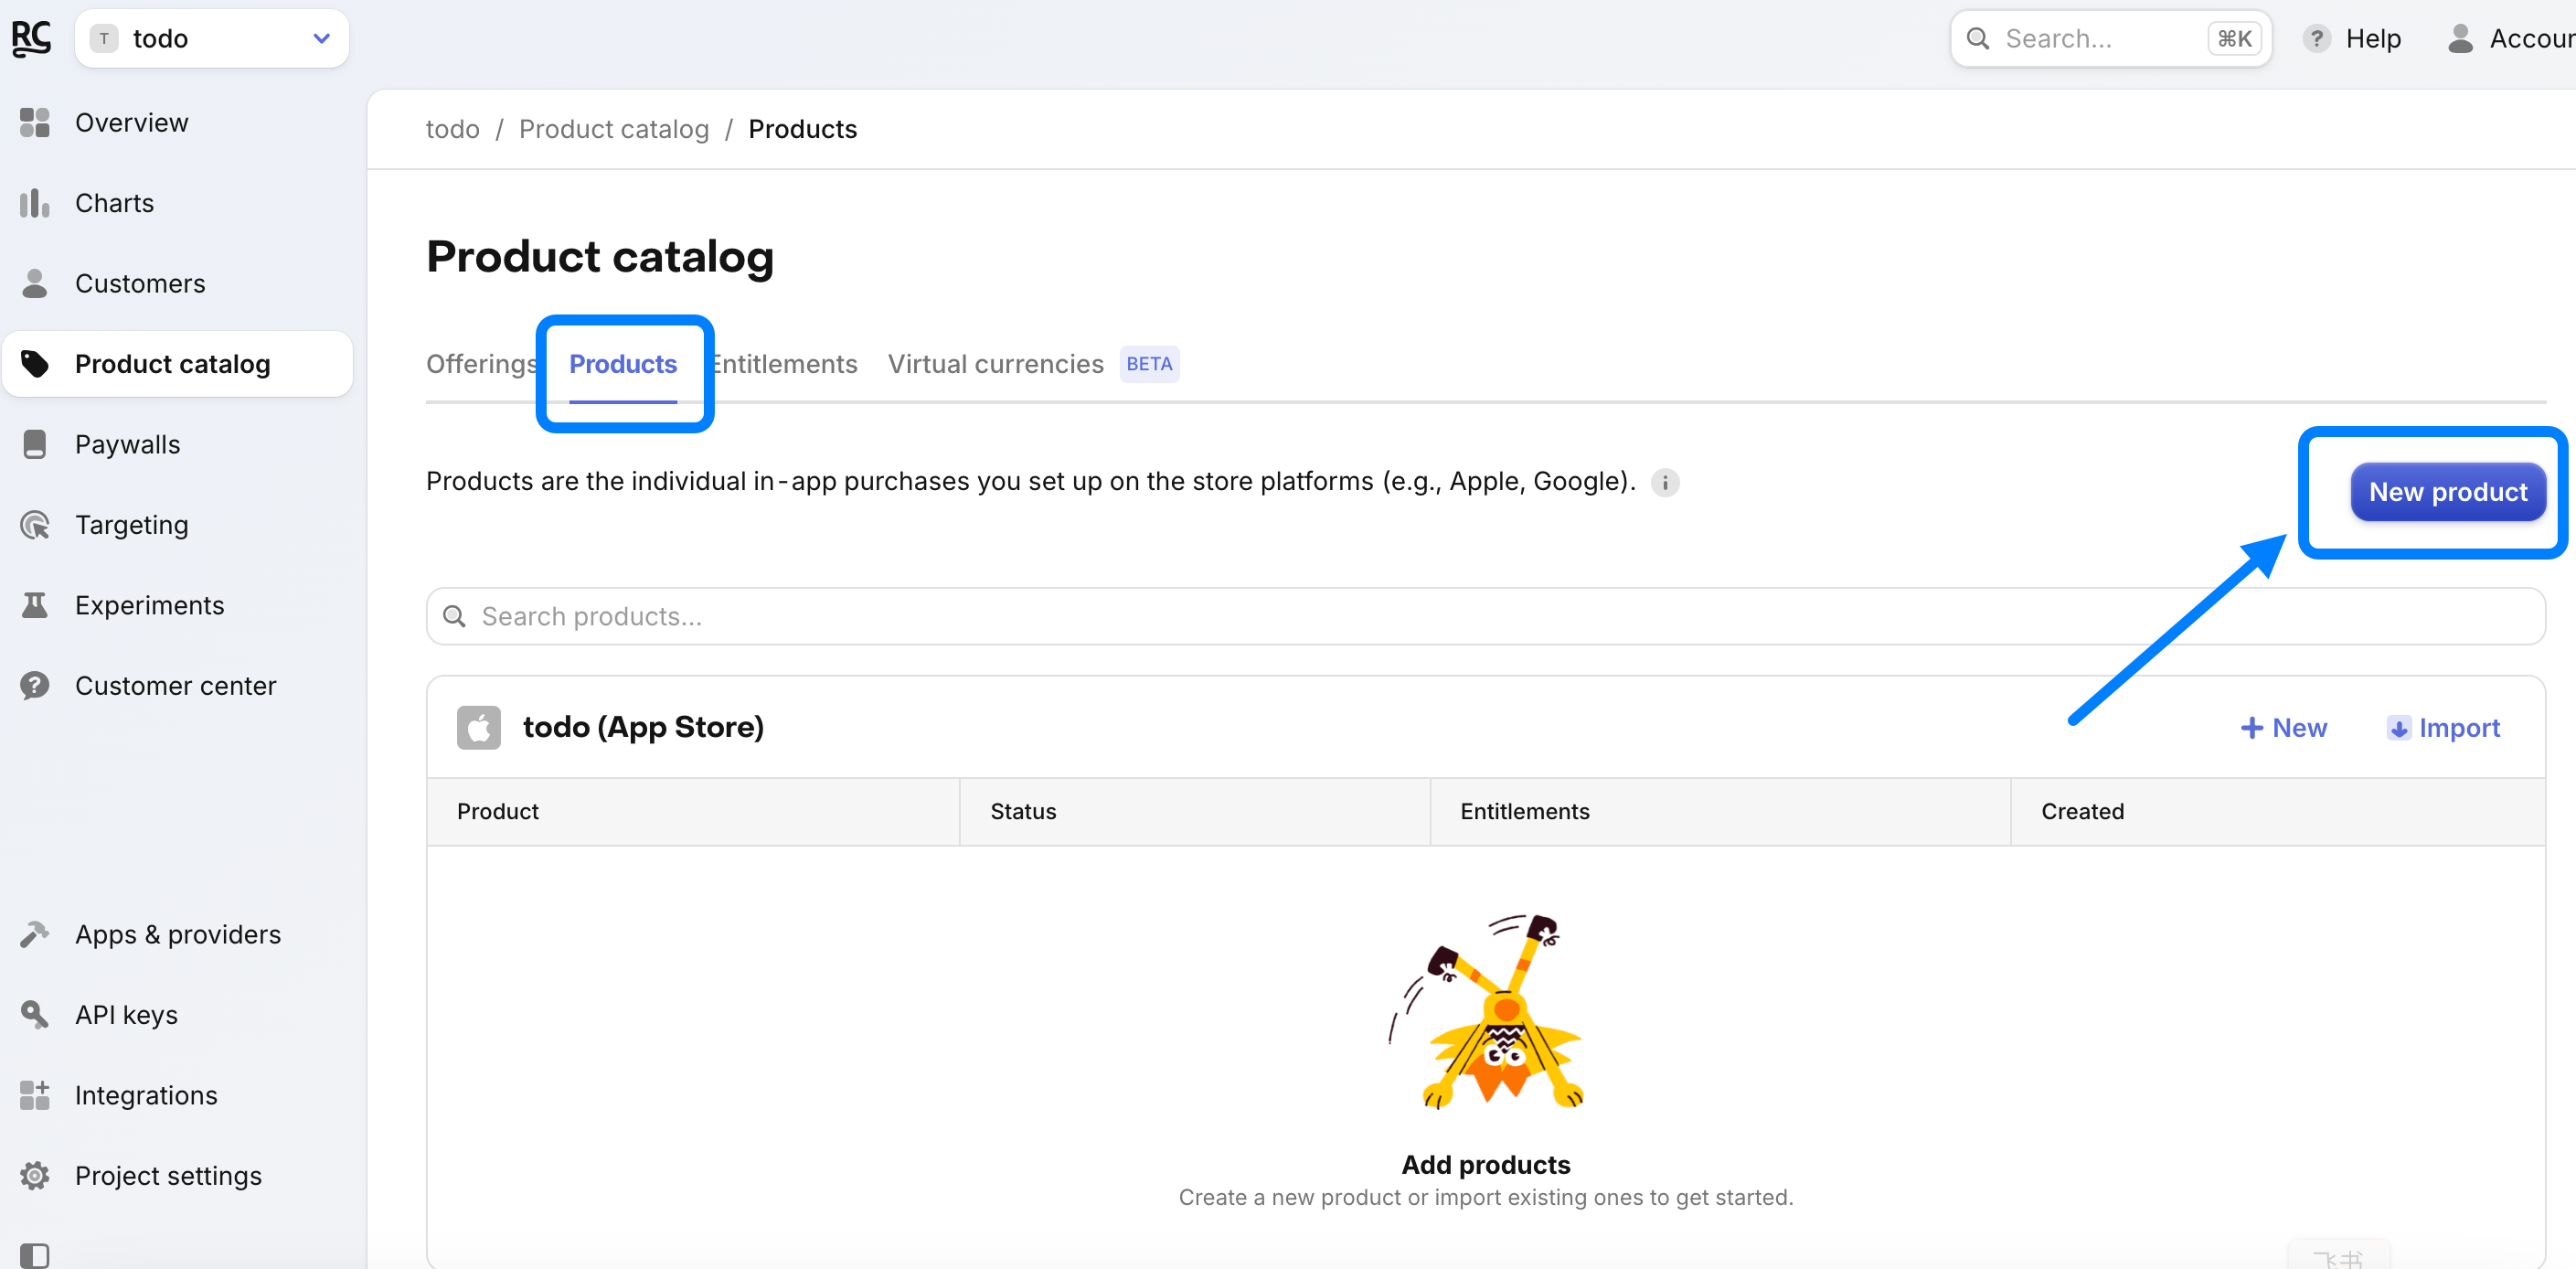 RC
T todo
Search... ⌘K
? Help
Accoun
Overview
Charts
Customers
Product catalog
Paywalls
Targeting
Experiments
Customer center
Apps & providers
API keys
Integrations
Project settings
todo / Product catalog / Products
Product catalog
Offerings Products Entitlements Virtual currencies BETA
Products are the individual in-app purchases you set up on the store platforms (e.g., Apple, Google). i
New product
Search products...
todo (App Store)
+ New
Import
Product Status Entitlements Created
Add products
Create a new product or import existing ones to get started.